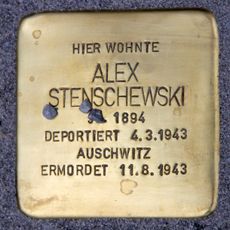 HIER WOHNTE
ALEX
STENSCHEWSKI
1894
DEPORTIERT 4.3.1943
AUSCHWITZ
ERMORDET 11.8.1943